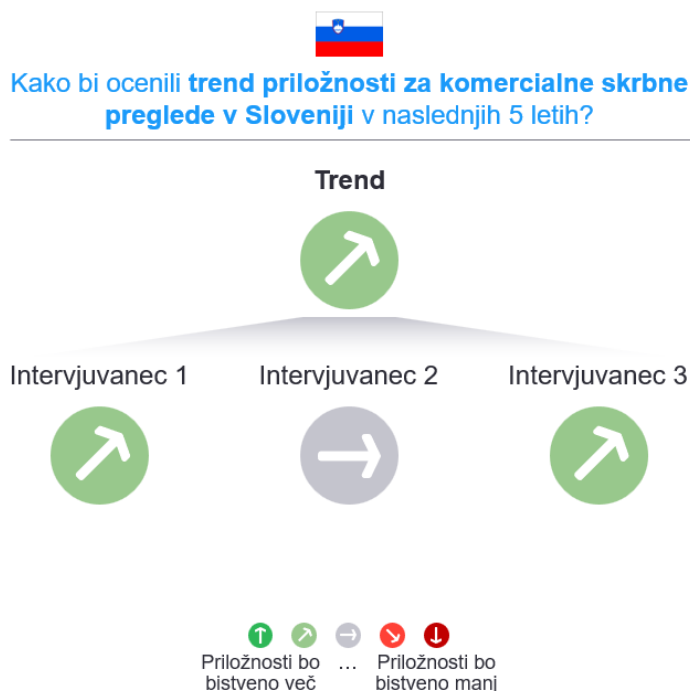 Kako bi ocenili trend priložnosti za komercialne skrbne
preglede v Sloveniji v naslednjih 5 letih?
Trend
Intervjuvanec 1
Intervjuvanec 2
Intervjuvanec 3
Priložnosti bo
bistveno več
...
Priložnosti bo
bistveno manj